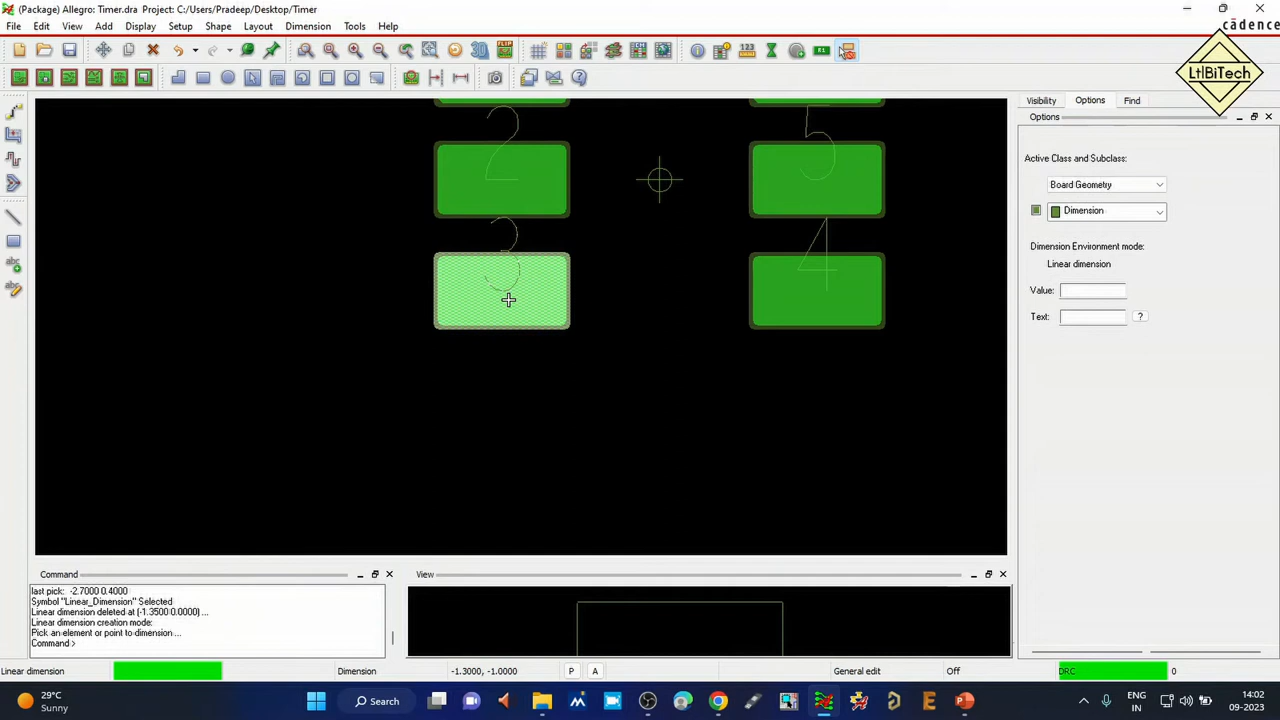 (Package) Allegro: Timer.dra Project: C:/Users/Pradeep/Desktop/Timer
File Edit View Add Display Setup Shape Layout Dimension Tools Help
cadence
LtlBiTech
Visibility Options Find
Options
Active Class and Subclass:
Board Geometry
Dimension
Dimension Environment mode:
Linear dimension
Value:
Text: ?
2 5
3 4
Command
last pick: -2.7000 0.4000
Symbol "Linear_Dimension" Selected
Linear dimension deleted at (-1.3500 0.0000) ...
Linear dimension creation mode:
Pick an element or point to dimension ...
Command >
View
Linear dimension Dimension -1.3000, -1.0000 P A General edit Off DRC 0
29°C
Sunny
Search
ENG
IN
14:02
09-2023